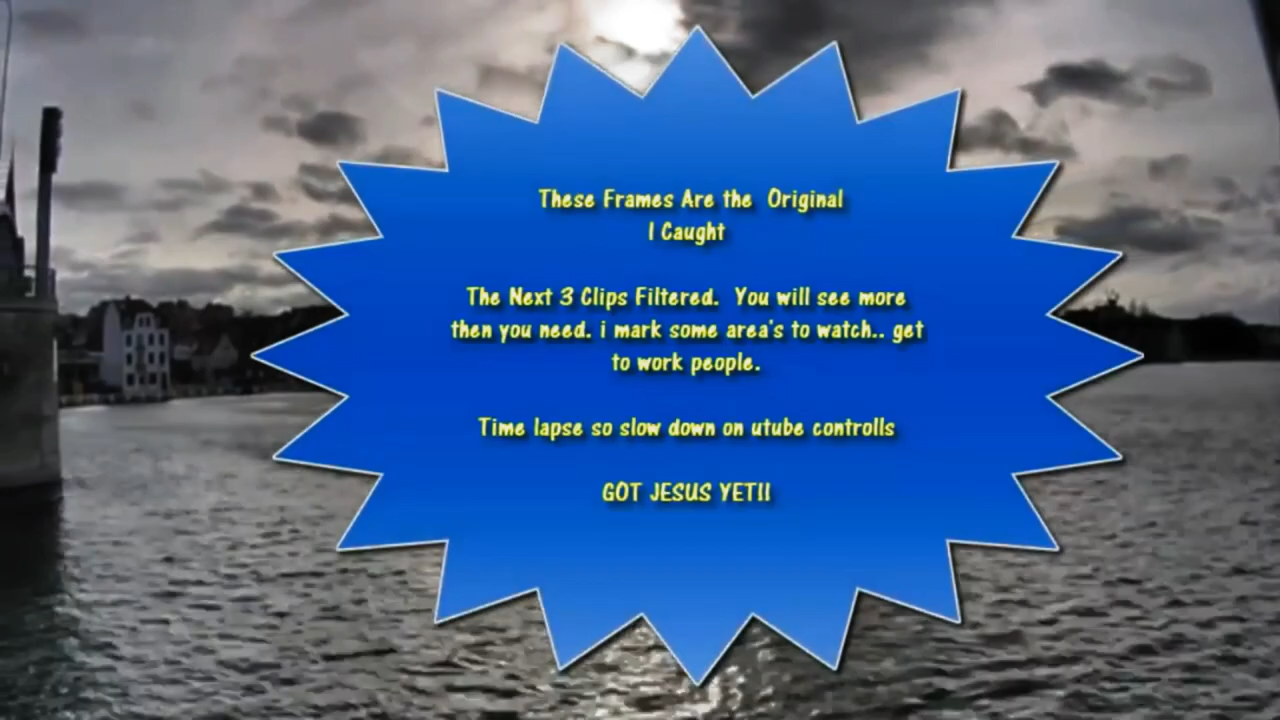 These Frames Are the Original
I Caught
The Next 3 Clips Filtered. You will see more
then you need. i mark some area's to watch.. get
to work people.
Time lapse so slow down on utube controlls
GOT JESUS YET!!